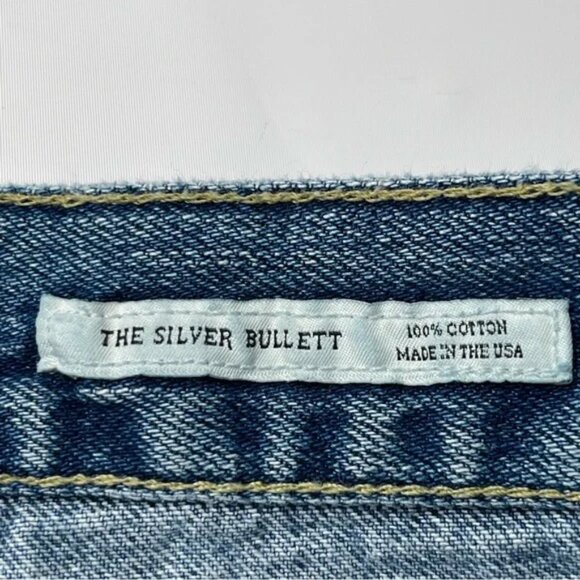 THE SILVER BULLETT
100% COTTON
MADE IN THE USA